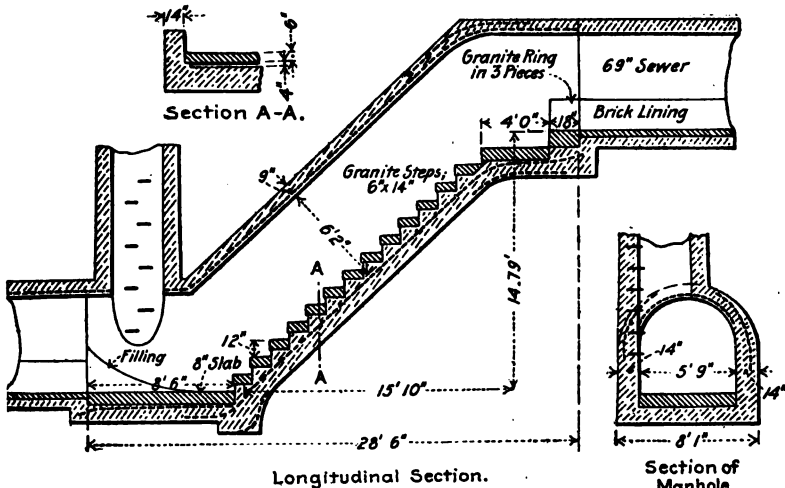 14"
6"
4"
Section A-A.
Granite Ring
in 3 Pieces
69" Sewer
Brick Lining
4'0"
18"
9"
Granite Steps;
6"x 14"
6'2"
14.79'
A
12"
Filling
8" Slab
8' 6"
A
15' 10"
28' 6"
Longitudinal Section.
14"
5' 9"
14"
8' 1"
Section of
Manhole